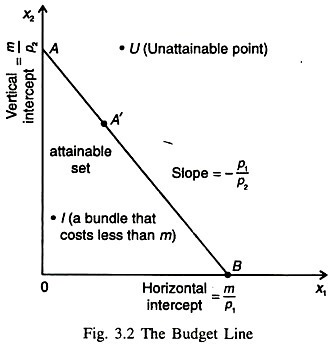 x₂
A
• U (Unattainable point)
Vertical = m/p₂
intercept
A′
attainable
set
Slope = − p₁/p₂
• I (a bundle that
costs less than m)
B
0
x₁
Horizontal = m/p₁
intercept
Fig. 3.2 The Budget Line